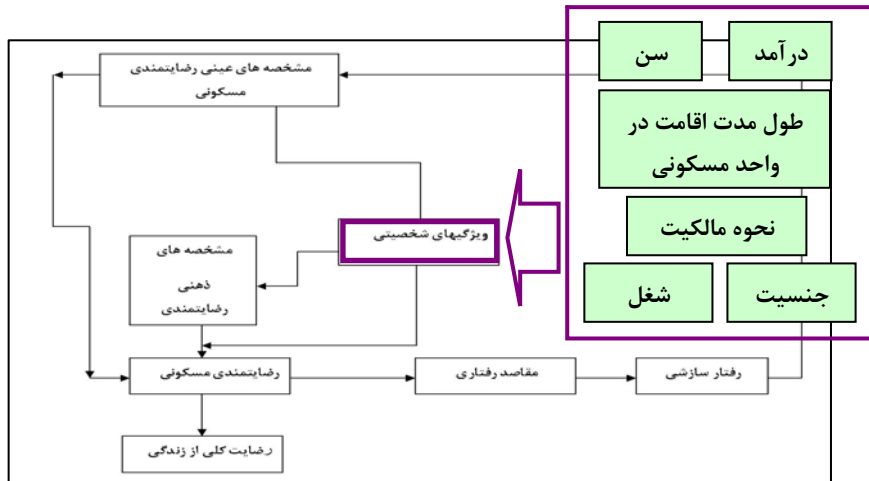 درآمد
سن
مشخصه های عینی رضایتمندی
مسکونی
طول مدت اقامت در
واحد مسکونی
نحوه مالکیت
ویژگیهای شخصیتی
مشخصه های
ذهنی
رضایتمندی
جنسیت
شغل
رفتار سازشی
مقاصد رفتاری
رضایتمندی مسکونی
رضایت کلی از زندگی